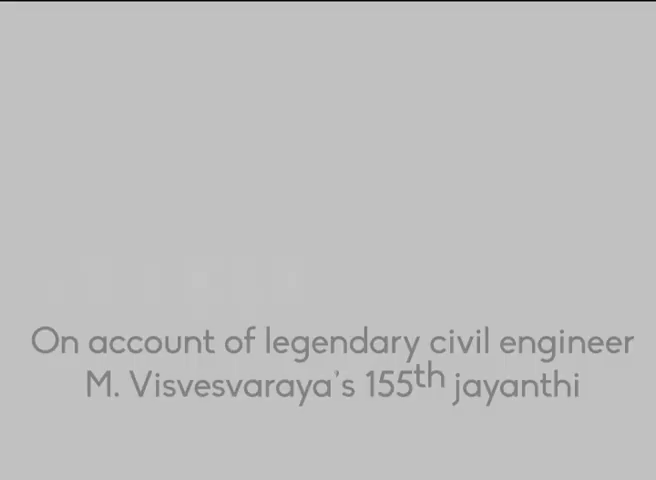 On account of legendary civil engineer
M. Visvesvaraya's 155th jayanthi